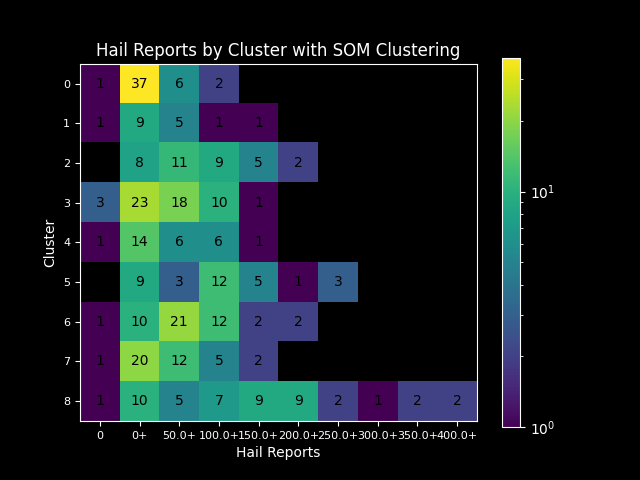 Hail Reports by Cluster with SOM Clustering
0 1 37 6 2
1 1 9 5 1 1
2 8 11 9 5 2
3 3 23 18 10 1
4 1 14 6 6 1
5 9 3 12 5 1 3
6 1 10 21 12 2 2
7 1 20 12 5 2
8 1 10 5 7 9 9 2 1 2 2
0 0+ 50.0+ 100.0+ 150.0+ 200.0+ 250.0+ 300.0+ 350.0+ 400.0+
Hail Reports
Cluster
10^1
10^0